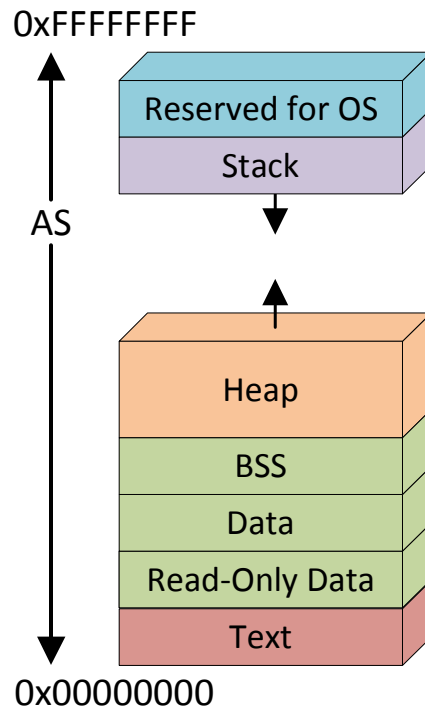 0xFFFFFFFF
Reserved for OS
Stack
AS
Heap
BSS
Data
Read-Only Data
Text
0x00000000